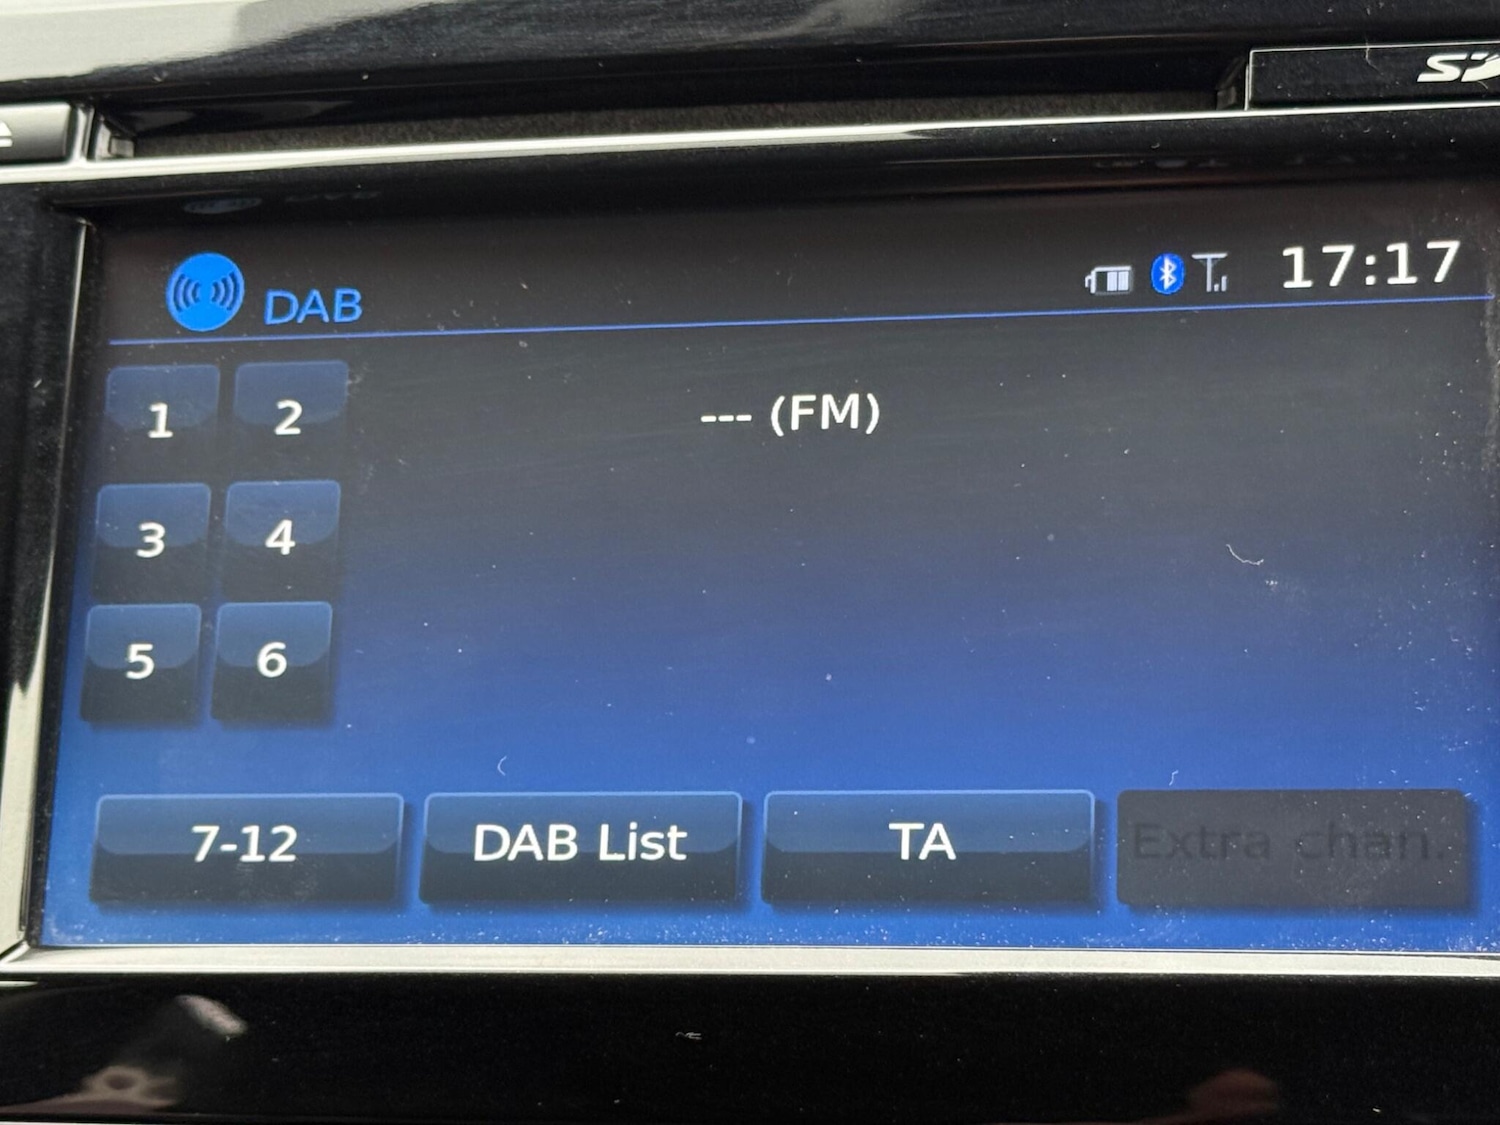 DAB
17:17
1 2
--- (FM)
3 4
5 6
7-12 DAB List TA Extra chan.